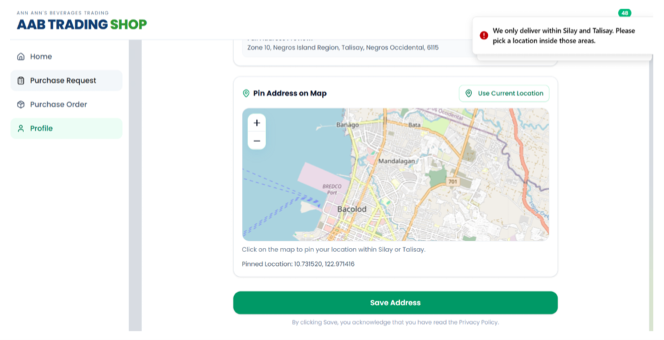 ANN ANN'S BEVERAGES TRADING
AAB TRADING SHOP
48
We only deliver within Silay and Talisay. Please
pick a location inside those areas.
Home
Purchase Request
Purchase Order
Profile
Zone 10, Negros Island Region, Talisay, Negros Occidental, 6115
Pin Address on Map
Use Current Location
+
−
Banago
Bata
Mandalagan
701
BREDCO
Port
Bacolod
Click on the map to pin your location within Silay or Talisay.
Pinned Location: 10.731520, 122.971416
Save Address
By clicking Save, you acknowledge that you have read the Privacy Policy.